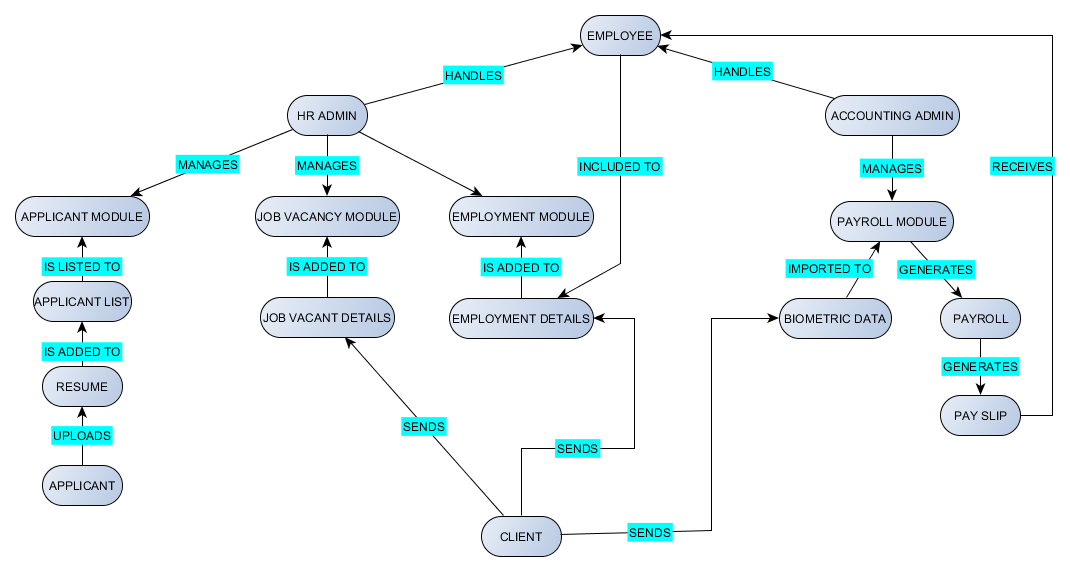 EMPLOYEE
HANDLES
HANDLES
HR ADMIN
ACCOUNTING ADMIN
MANAGES
MANAGES
INCLUDED TO
MANAGES
RECEIVES
APPLICANT MODULE
JOB VACANCY MODULE
EMPLOYMENT MODULE
PAYROLL MODULE
IS LISTED TO
IS ADDED TO
IS ADDED TO
IMPORTED TO
GENERATES
APPLICANT LIST
JOB VACANT DETAILS
EMPLOYMENT DETAILS
BIOMETRIC DATA
PAYROLL
IS ADDED TO
GENERATES
RESUME
PAY SLIP
UPLOADS
SENDS
SENDS
APPLICANT
CLIENT
SENDS